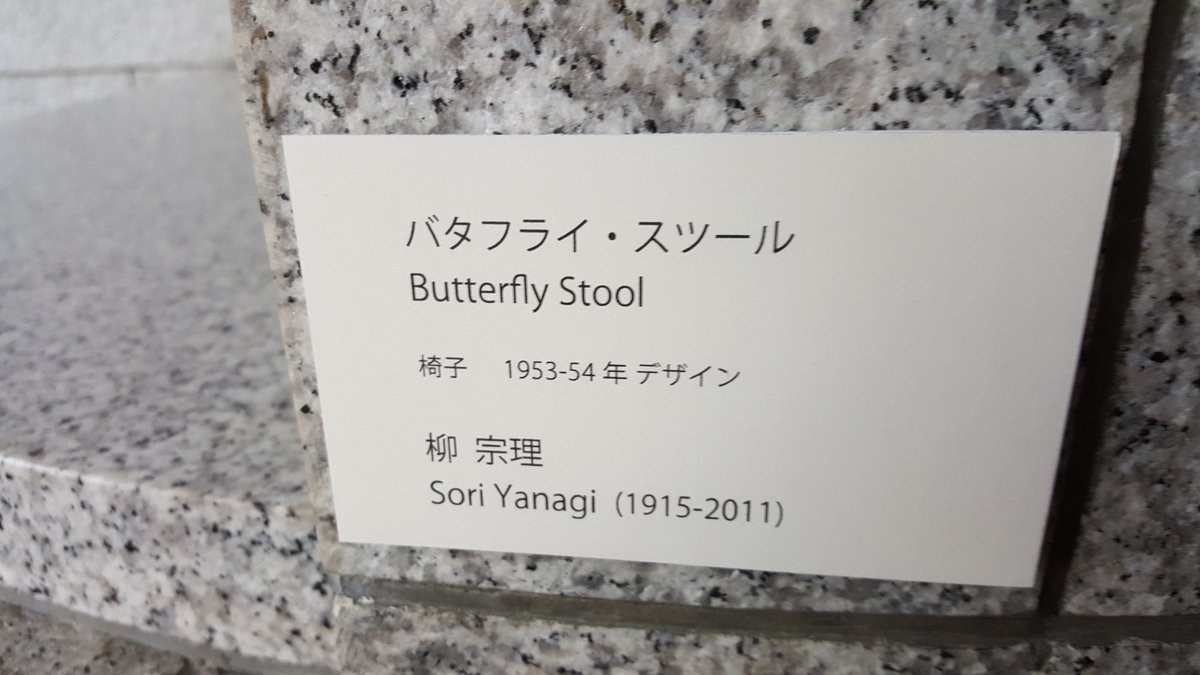 バタフライ・スツール
Butterfly Stool
椅子 1953-54 年 デザイン
柳 宗理
Sori Yanagi (1915-2011)